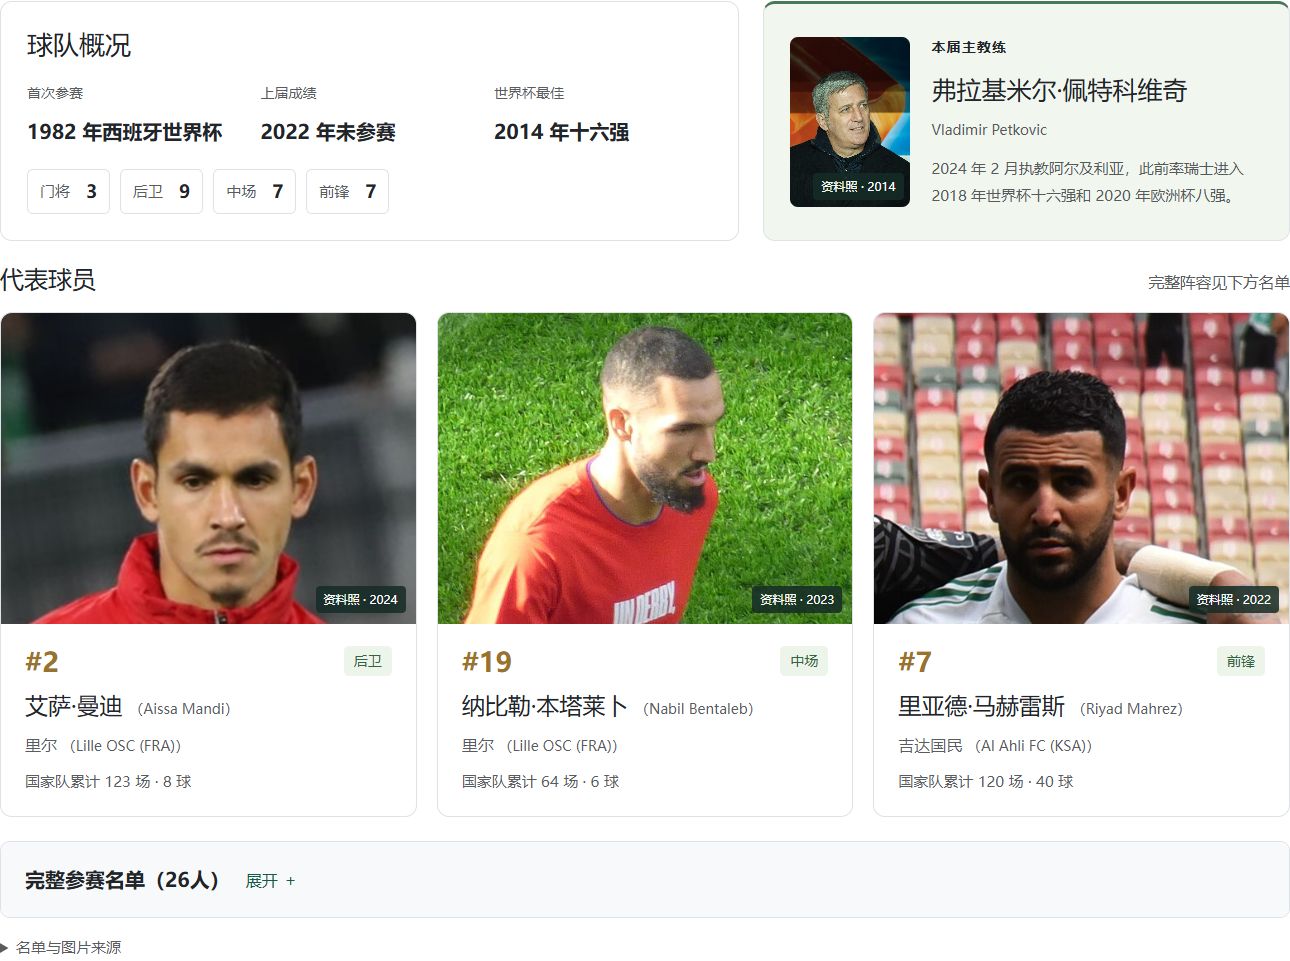 球队概况
首次参赛
1982 年西班牙世界杯
上届成绩
2022 年未参赛
世界杯最佳
2014 年十六强
门将 3
后卫 9
中场 7
前锋 7
资料照 · 2014
本届主教练
弗拉基米尔·佩特科维奇
Vladimir Petkovic
2024 年 2 月执教阿尔及利亚，此前率瑞士进入
2018 年世界杯十六强和 2020 年欧洲杯八强。
代表球员
完整阵容见下方名单
资料照 · 2024
#2
后卫
艾萨·曼迪 （Aissa Mandi）
里尔 （Lille OSC (FRA)）
国家队累计 123 场 · 8 球
资料照 · 2023
#19
中场
纳比勒·本塔莱卜 （Nabil Bentaleb）
里尔 （Lille OSC (FRA)）
国家队累计 64 场 · 6 球
资料照 · 2022
#7
前锋
里亚德·马赫雷斯 （Riyad Mahrez）
吉达国民 （Al Ahli FC (KSA)）
国家队累计 120 场 · 40 球
完整参赛名单（26人） 展开 +
名单与图片来源